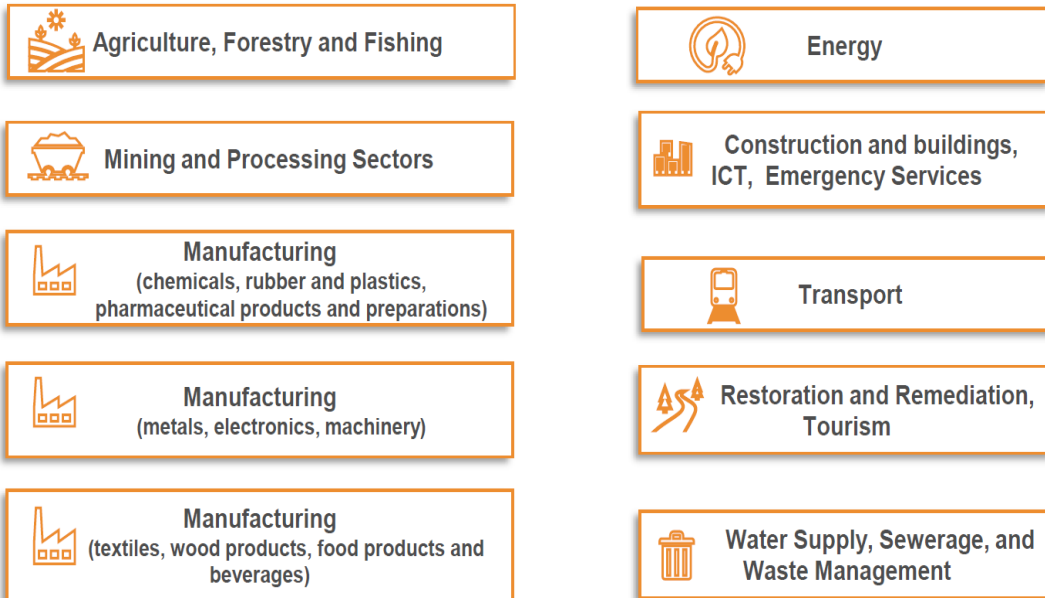 Agriculture, Forestry and Fishing
Mining and Processing Sectors
Manufacturing
(chemicals, rubber and plastics,
pharmaceutical products and preparations)
Manufacturing
(metals, electronics, machinery)
Manufacturing
(textiles, wood products, food products and
beverages)
Energy
Construction and buildings,
ICT, Emergency Services
Transport
Restoration and Remediation,
Tourism
Water Supply, Sewerage, and
Waste Management